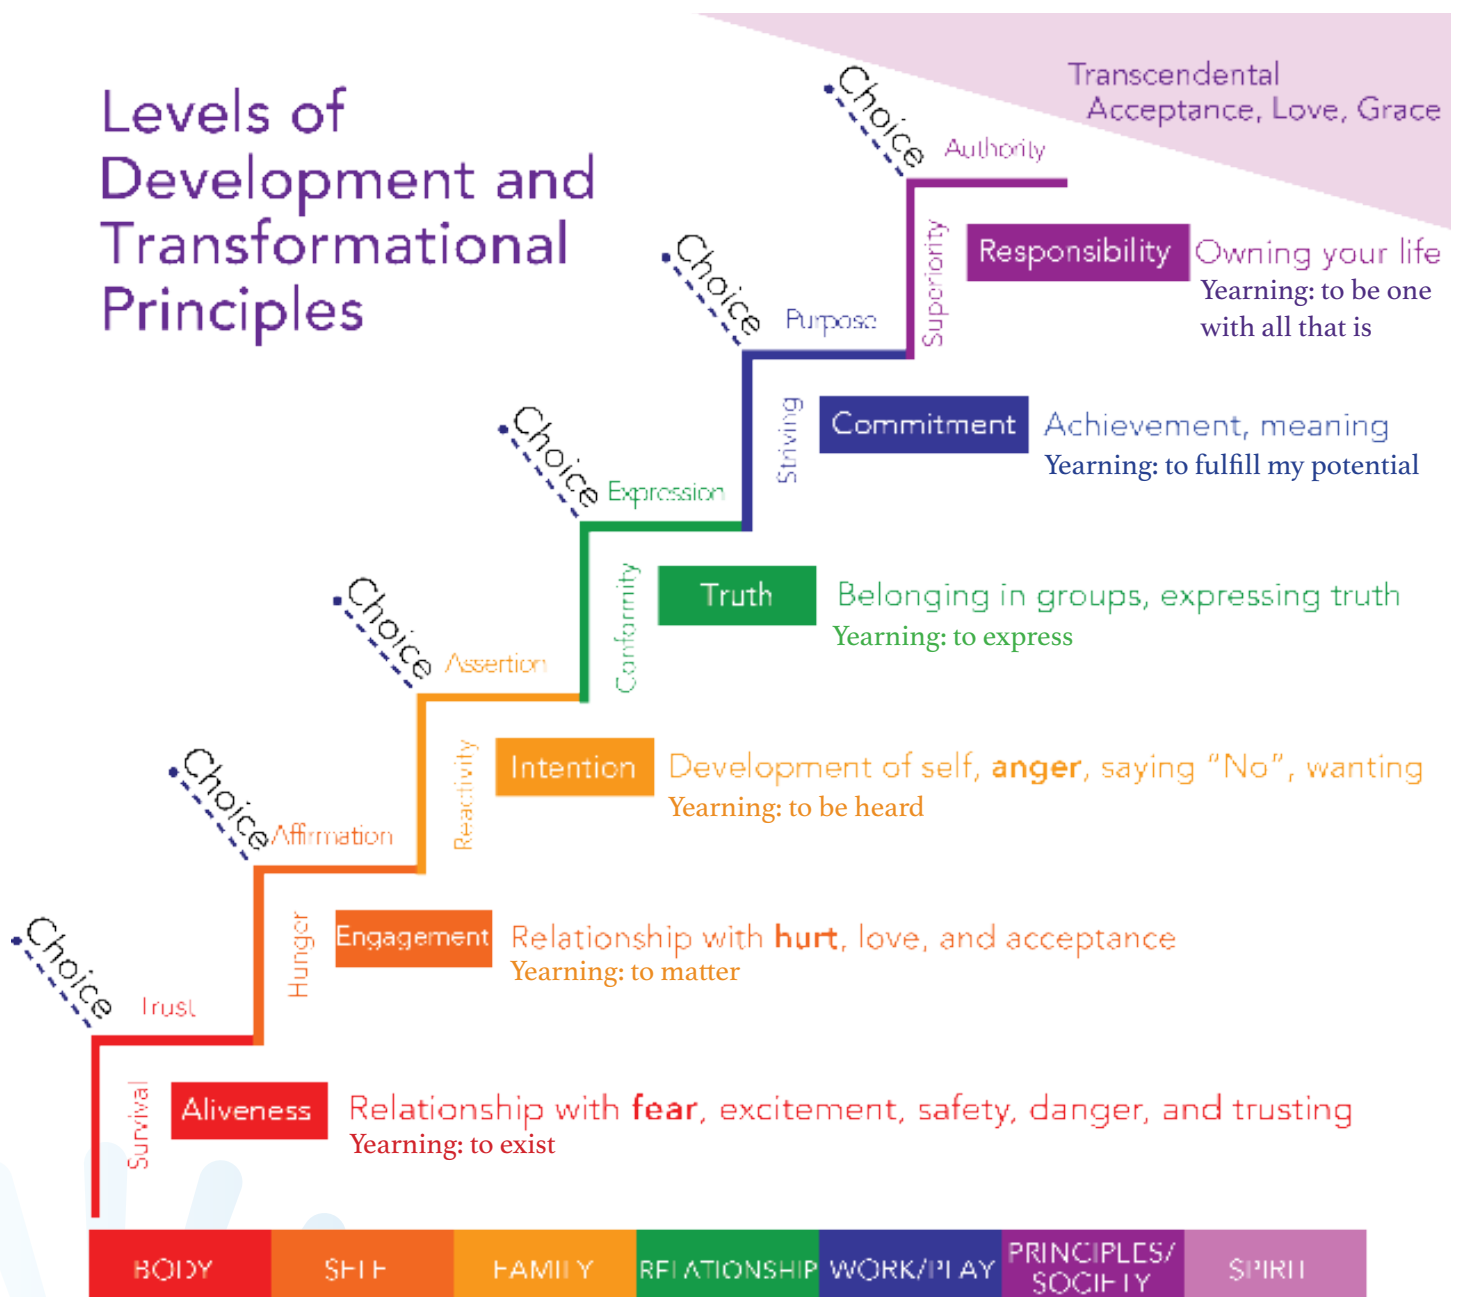 Levels of
Development and
Transformational
Principles
Transcendental
Acceptance, Love, Grace
Choice
Authority
Superiority
Responsibility
Owning your life
Yearning: to be one
with all that is
Choice
Purpose
Striving
Commitment
Achievement, meaning
Yearning: to fulfill my potential
Choice
Expression
Conformity
Truth
Belonging in groups, expressing truth
Yearning: to express
Choice
Assertion
Reactivity
Intention
Development of self, anger, saying “No”, wanting
Yearning: to be heard
Choice
Affirmation
Hunger
Engagement
Relationship with hurt, love, and acceptance
Yearning: to matter
Choice
Trust
Survival
Aliveness
Relationship with fear, excitement, safety, danger, and trusting
Yearning: to exist
BODY
SELF
FAMILY
RELATIONSHIP
WORK/PLAY
PRINCIPLES/
SOCIETY
SPIRIT